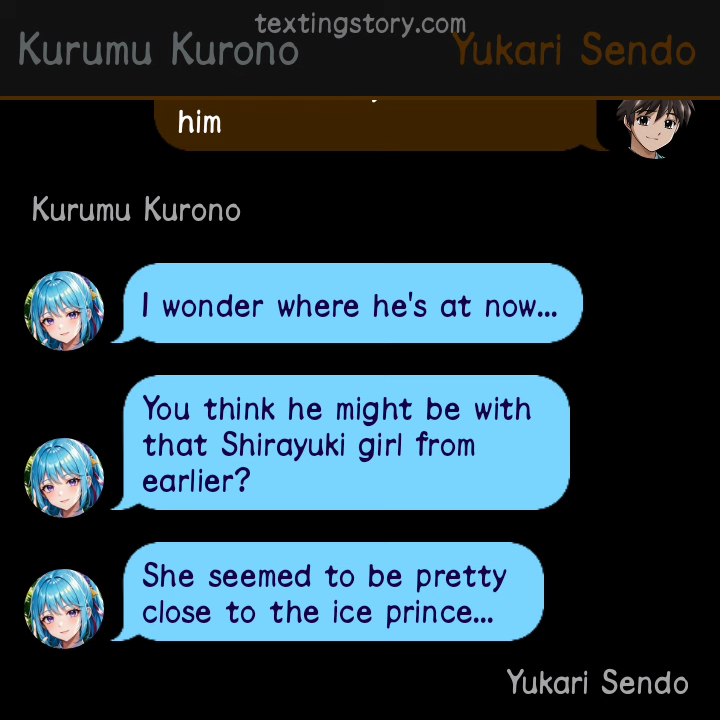 textingstory.com
Kurumu Kurono
Yukari Sendo
him
Kurumu Kurono
I wonder where he's at now...
You think he might be with
that Shirayuki girl from
earlier?
She seemed to be pretty
close to the ice prince...
Yukari Sendo